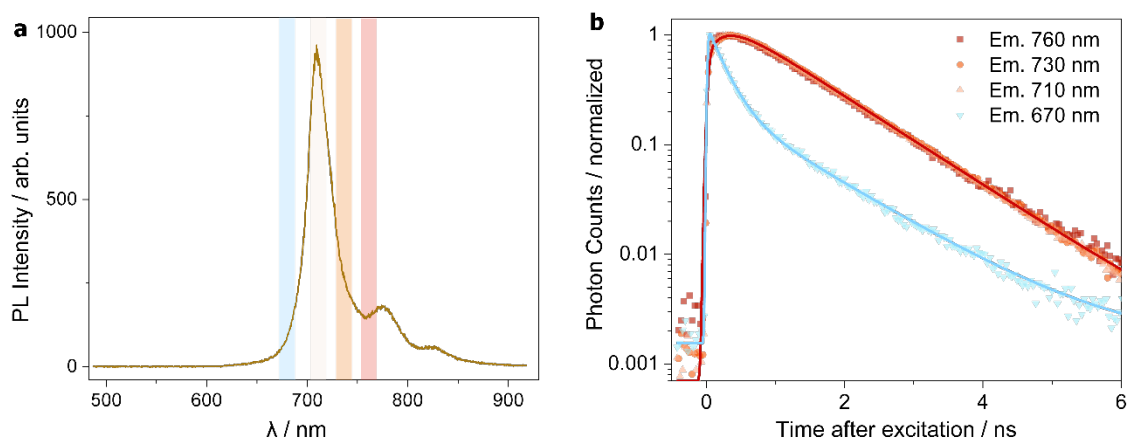 a
PL Intensity / arb. units
1000
500
0
500
600
700
800
900
λ / nm
b
Photon Counts / normalized
1
0.1
0.01
0.001
Em. 760 nm
Em. 730 nm
Em. 710 nm
Em. 670 nm
0
2
4
6
Time after excitation / ns